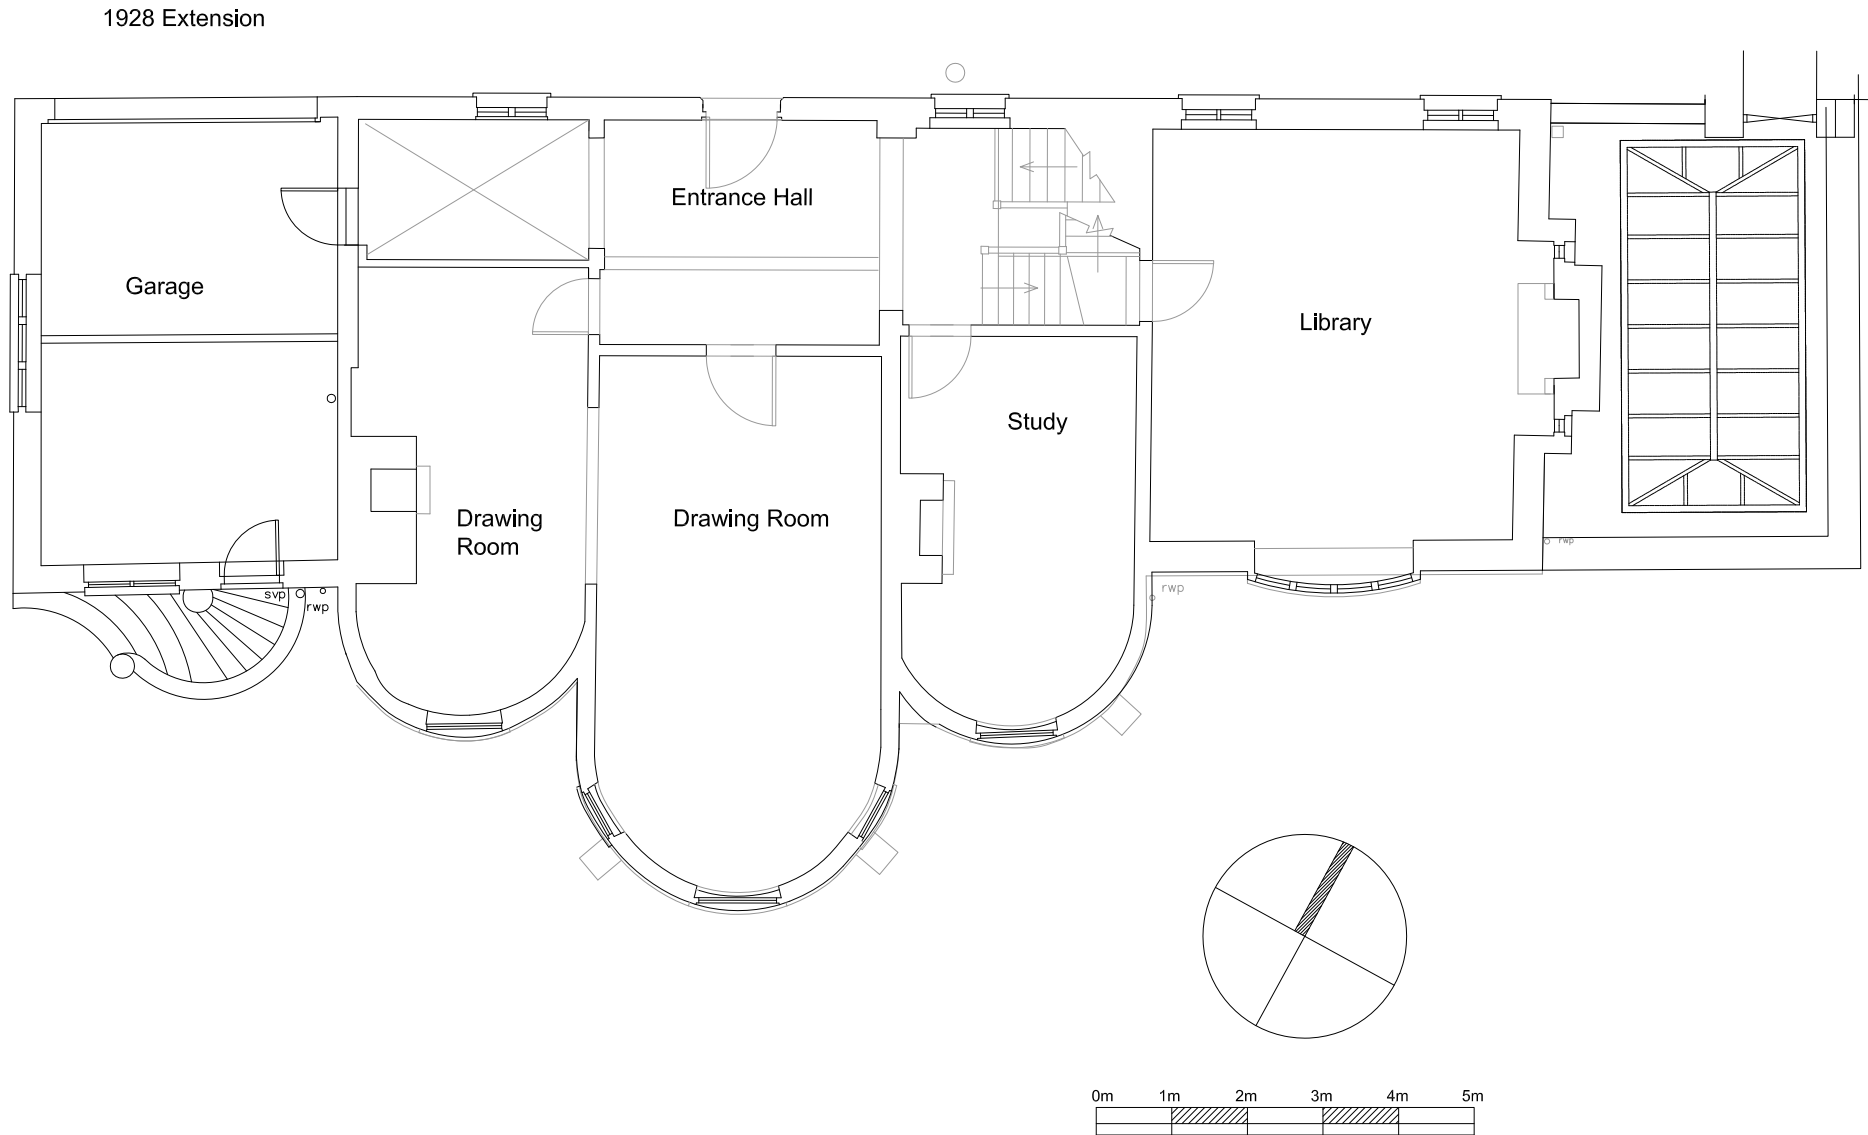 1928 Extension
Entrance Hall
Garage
Library
Study
Drawing
Room
Drawing Room
rwp
svp
rwp
rwp
0m 1m 2m 3m 4m 5m